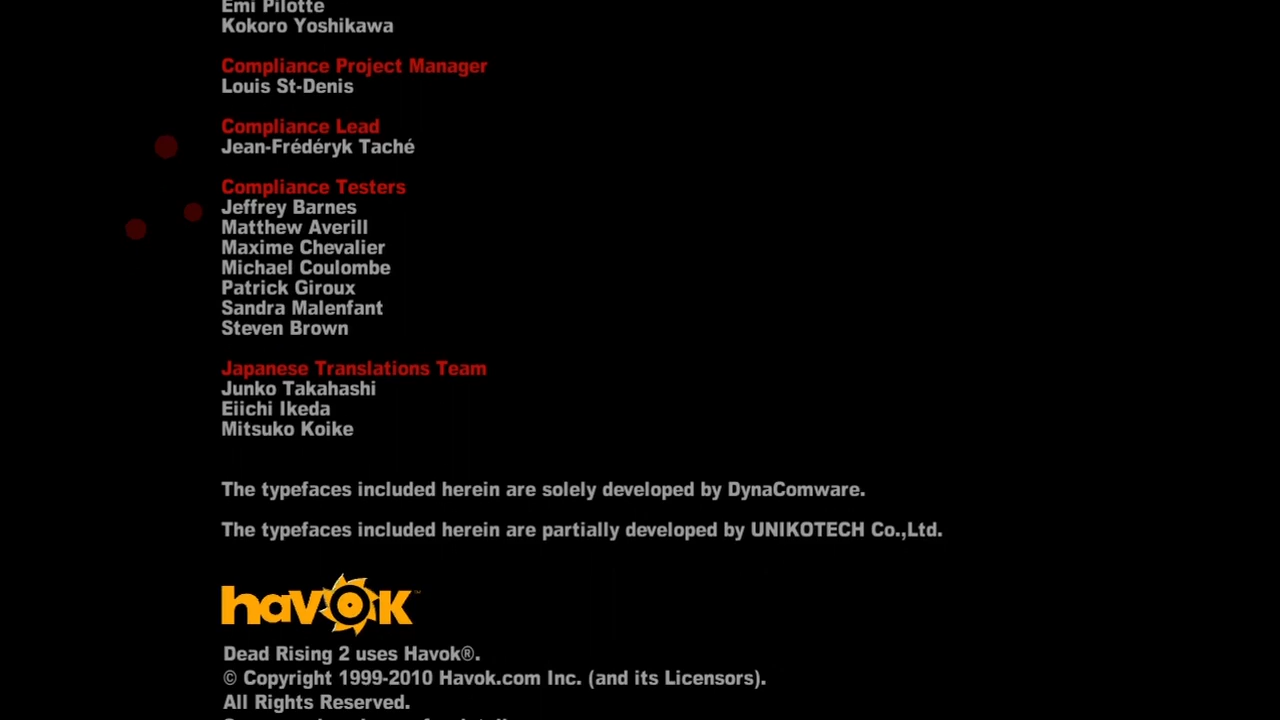 Emi Pilotte
Kokoro Yoshikawa
Compliance Project Manager
Louis St-Denis
Compliance Lead
Jean-Frédéryk Taché
Compliance Testers
Jeffrey Barnes
Matthew Averill
Maxime Chevalier
Michael Coulombe
Patrick Giroux
Sandra Malenfant
Steven Brown
Japanese Translations Team
Junko Takahashi
Eiichi Ikeda
Mitsuko Koike
The typefaces included herein are solely developed by DynaComware.
The typefaces included herein are partially developed by UNIKOTECH Co.,Ltd.
havok™
Dead Rising 2 uses Havok®.
© Copyright 1999-2010 Havok.com Inc. (and its Licensors).
All Rights Reserved.